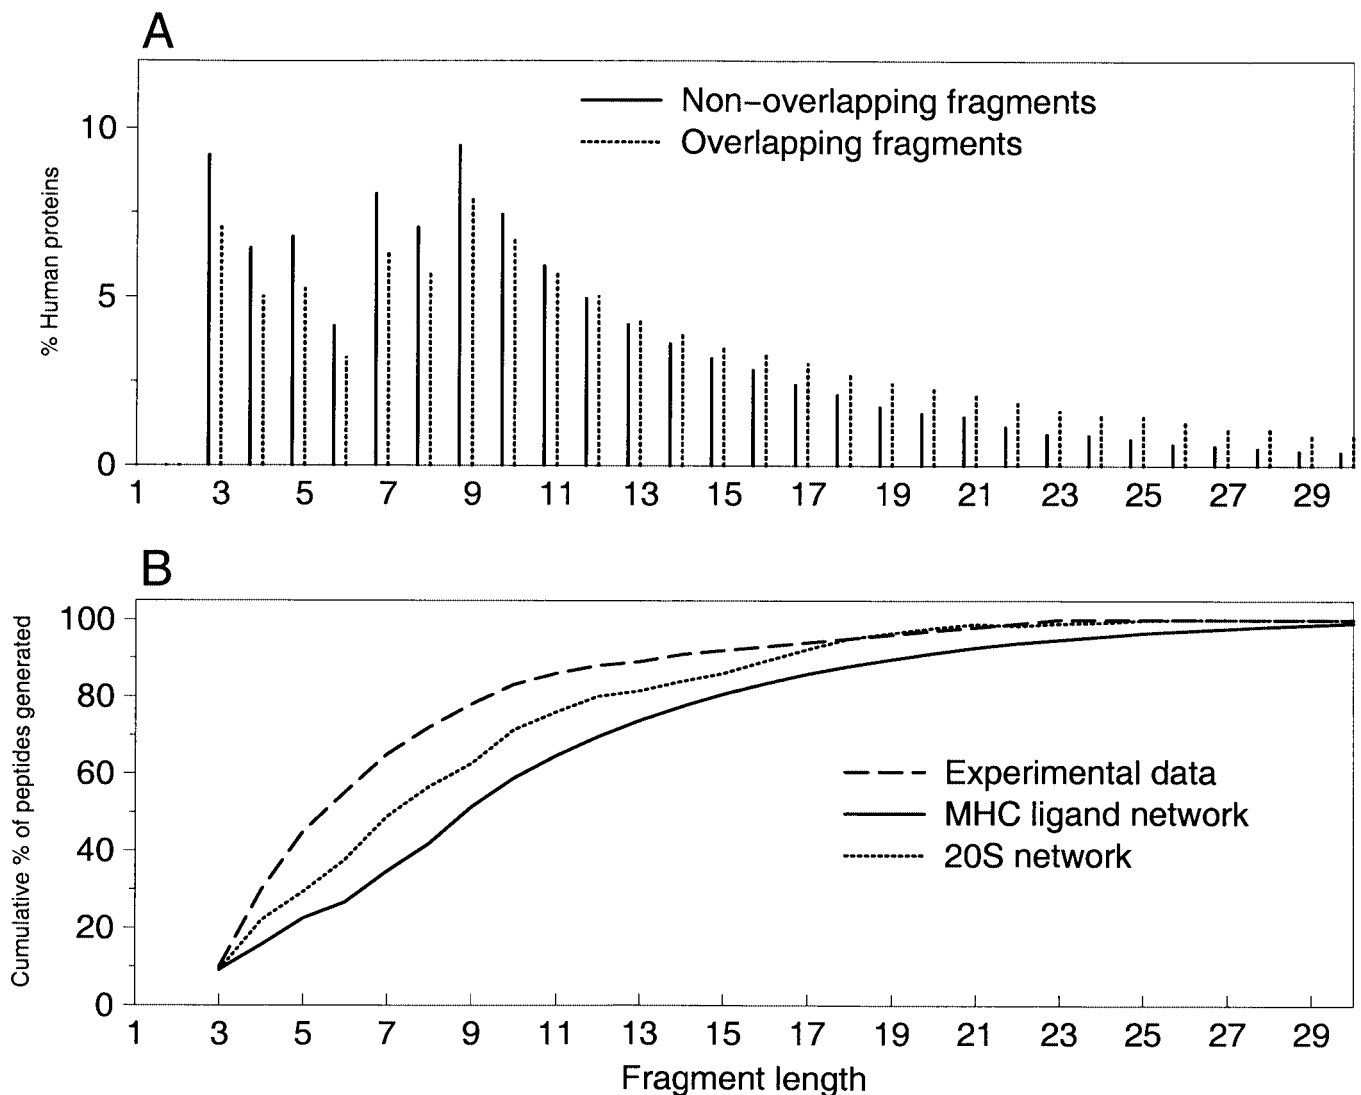 A
Non-overlapping fragments
Overlapping fragments
% Human proteins
10
5
0
1 3 5 7 9 11 13 15 17 19 21 23 25 27 29
B
Cumulative % of peptides generated
100
80
60
40
20
0
Experimental data
MHC ligand network
20S network
1 3 5 7 9 11 13 15 17 19 21 23 25 27 29
Fragment length